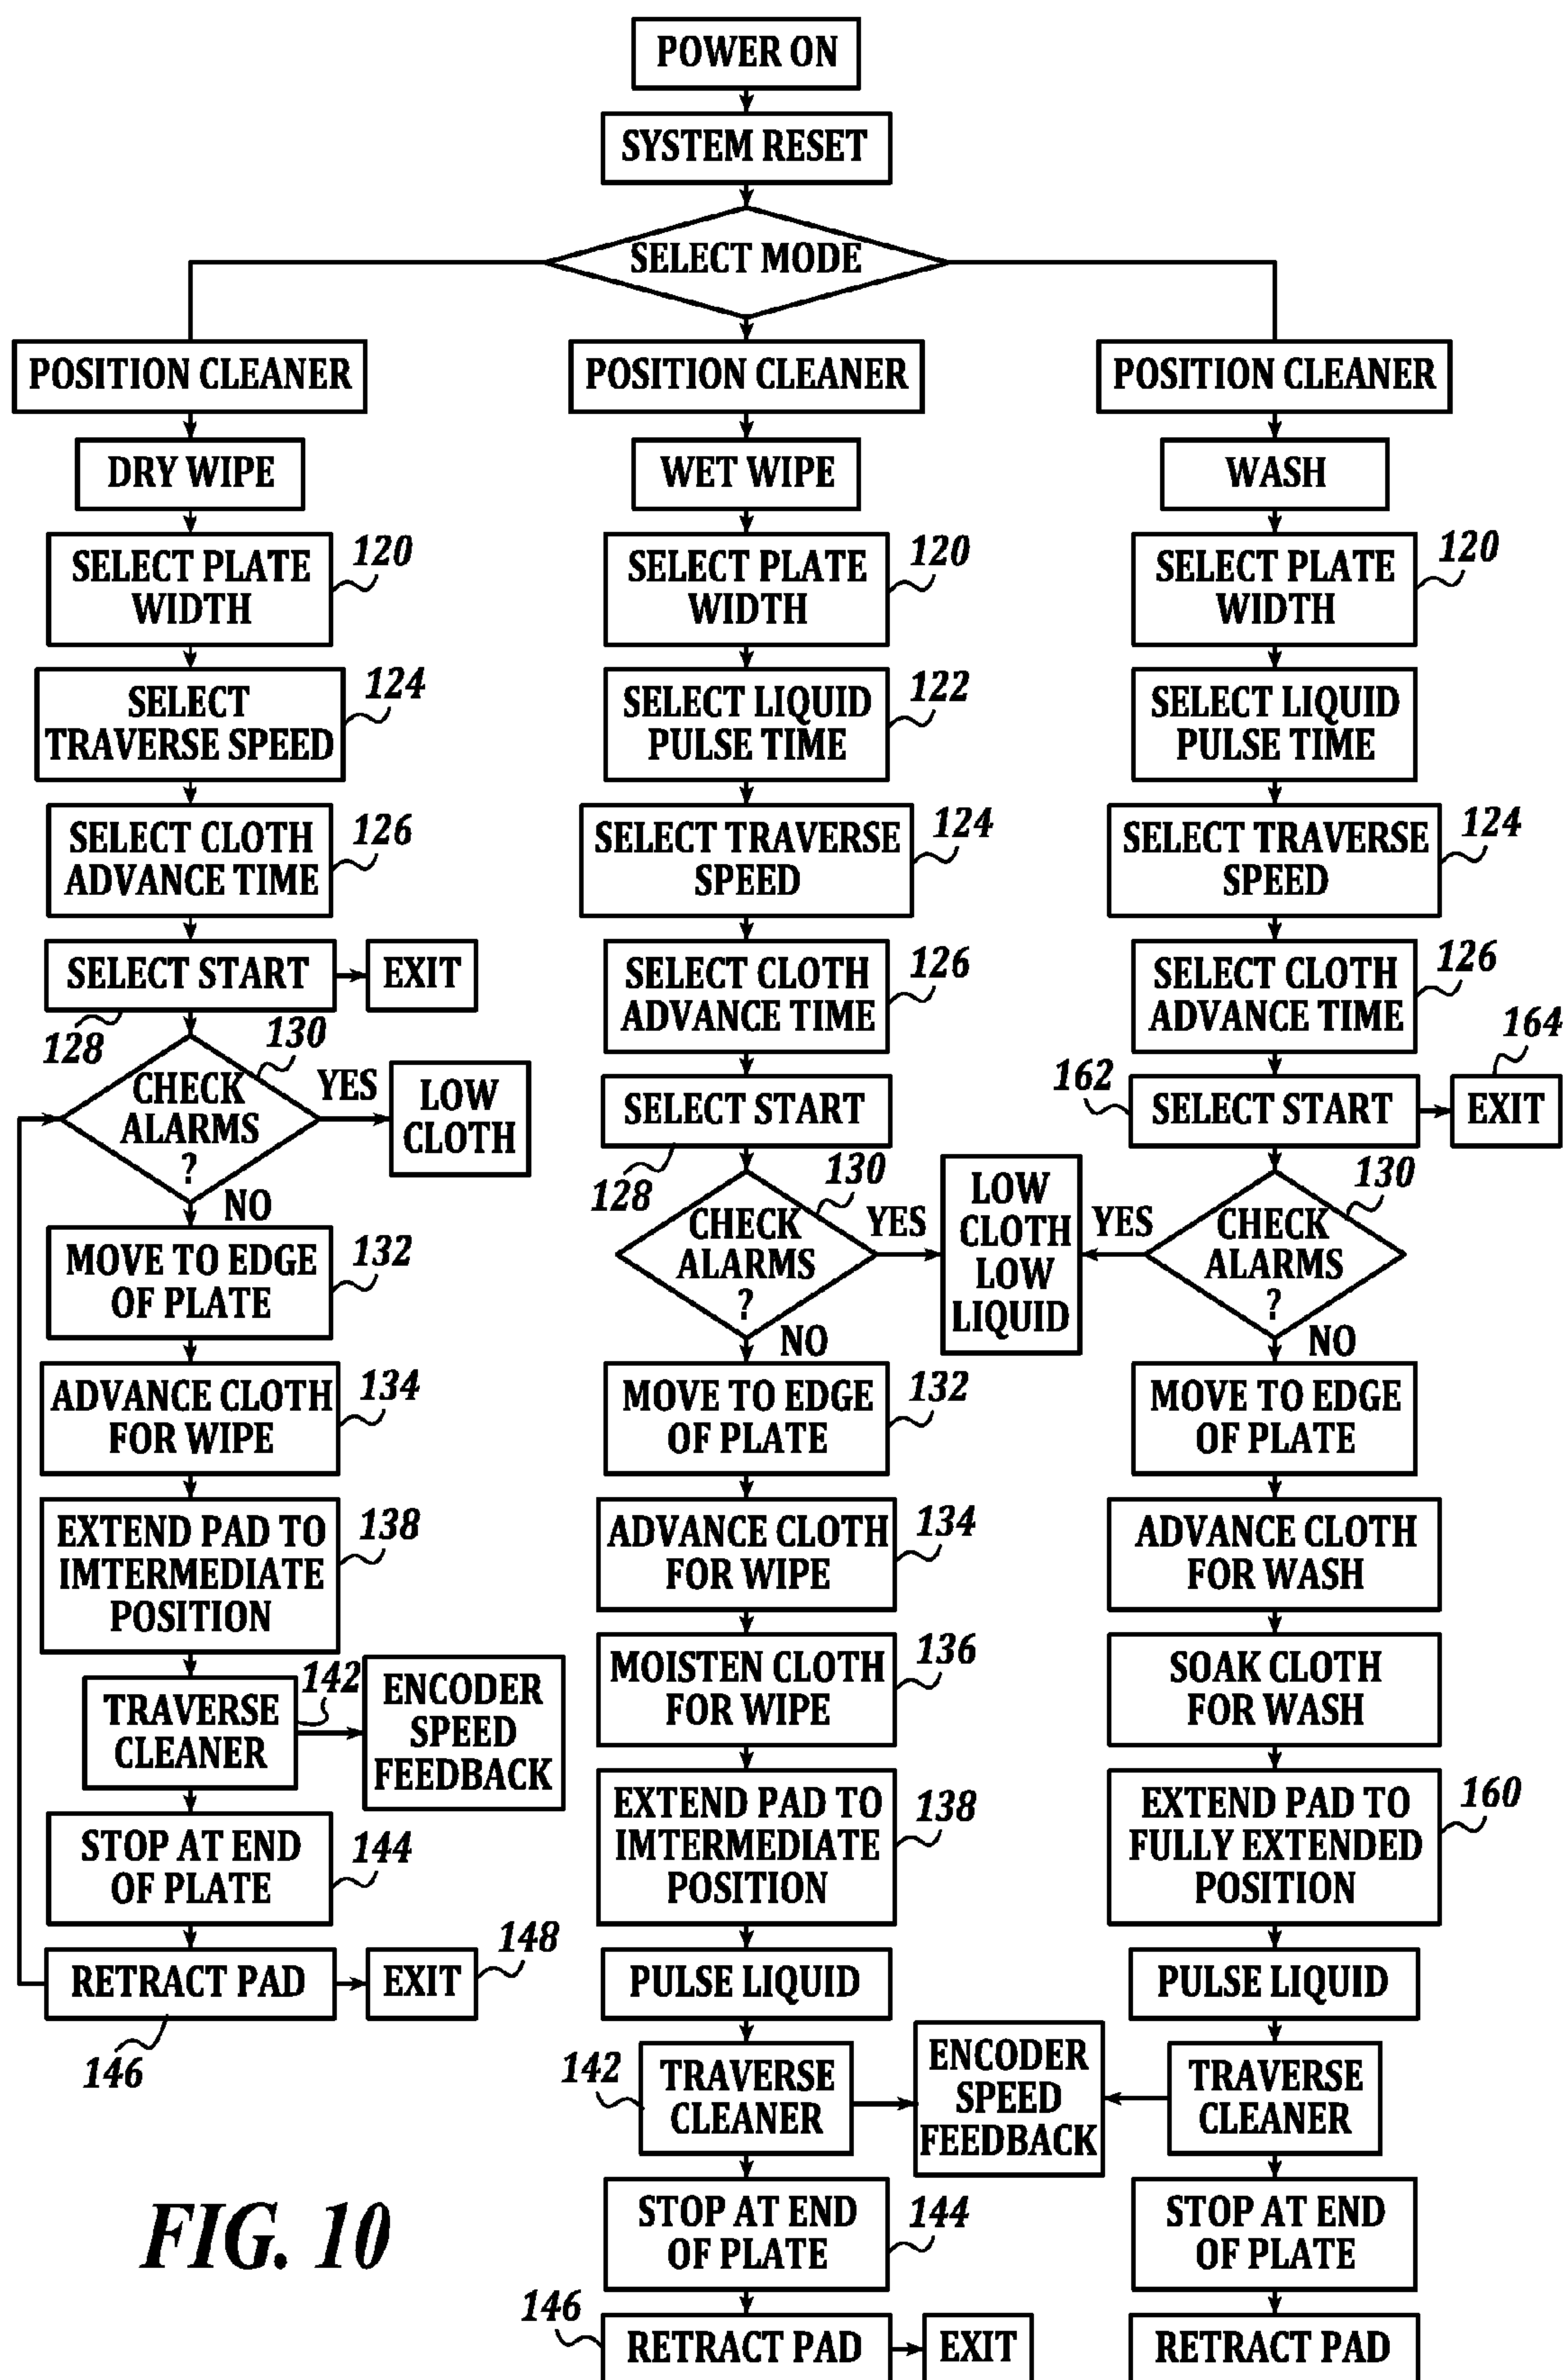 POWER ON
SYSTEM RESET
SELECT MODE
POSITION CLEANER
DRY WIPE
SELECT PLATE
WIDTH
120
SELECT
TRAVERSE SPEED
124
SELECT CLOTH
ADVANCE TIME
126
SELECT START
EXIT
128
130
CHECK
ALARMS
?
YES
LOW
CLOTH
NO
MOVE TO EDGE
OF PLATE
132
ADVANCE CLOTH
FOR WIPE
134
EXTEND PAD TO
IMTERMEDIATE
POSITION
138
TRAVERSE
CLEANER
142
ENCODER
SPEED
FEEDBACK
STOP AT END
OF PLATE
144
RETRACT PAD
EXIT
148
146
POSITION CLEANER
WET WIPE
SELECT PLATE
WIDTH
120
SELECT LIQUID
PULSE TIME
122
SELECT TRAVERSE
SPEED
124
SELECT CLOTH
ADVANCE TIME
126
SELECT START
128
130
CHECK
ALARMS
?
YES
LOW
CLOTH
LOW
LIQUID
NO
MOVE TO EDGE
OF PLATE
132
ADVANCE CLOTH
FOR WIPE
134
MOISTEN CLOTH
FOR WIPE
136
EXTEND PAD TO
IMTERMEDIATE
POSITION
138
PULSE LIQUID
142
TRAVERSE
CLEANER
ENCODER
SPEED
FEEDBACK
STOP AT END
OF PLATE
144
146
RETRACT PAD
EXIT
POSITION CLEANER
WASH
SELECT PLATE
WIDTH
120
SELECT LIQUID
PULSE TIME
SELECT TRAVERSE
SPEED
124
SELECT CLOTH
ADVANCE TIME
126
162
SELECT START
164
EXIT
130
YES
CHECK
ALARMS
?
NO
MOVE TO EDGE
OF PLATE
ADVANCE CLOTH
FOR WASH
SOAK CLOTH
FOR WASH
EXTEND PAD TO
FULLY EXTENDED
POSITION
160
PULSE LIQUID
TRAVERSE
CLEANER
STOP AT END
OF PLATE
RETRACT PAD
FIG. 10